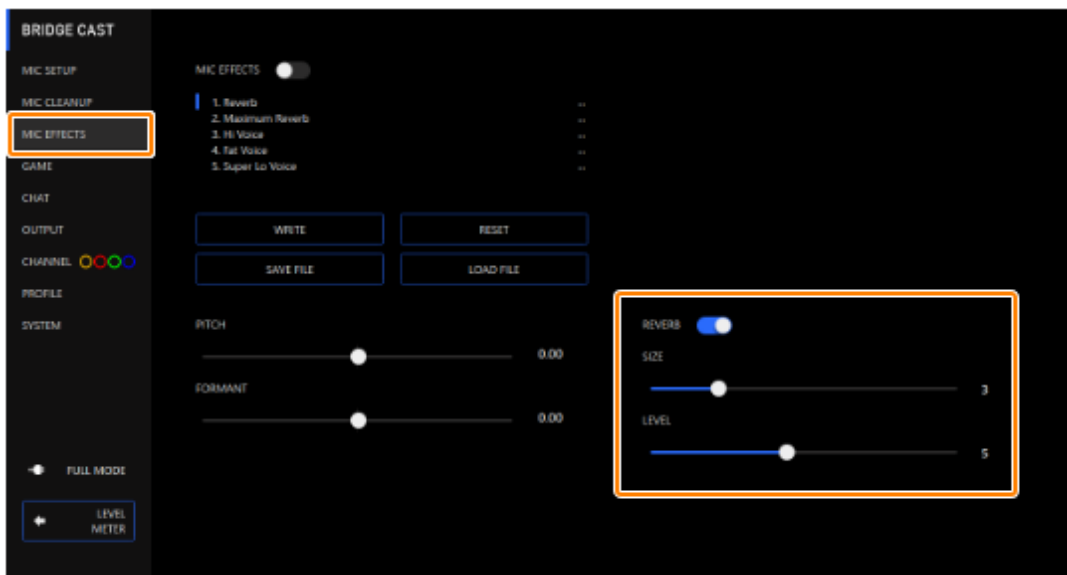 BRIDGE CAST
MIC SETUP
MIC CLEANUP
MIC EFFECTS
GAME
CHAT
OUTPUT
CHANNEL
PROFILE
SYSTEM
FULL MODE
LEVEL
METER
MIC EFFECTS
1. Reverb
2. Maximum Reverb
3. Hi Voice
4. Fat Voice
5. Super Lo Voice
WRITE
RESET
SAVE FILE
LOAD FILE
PITCH
0.00
FORMANT
0.00
REVERB
SIZE
3
LEVEL
5